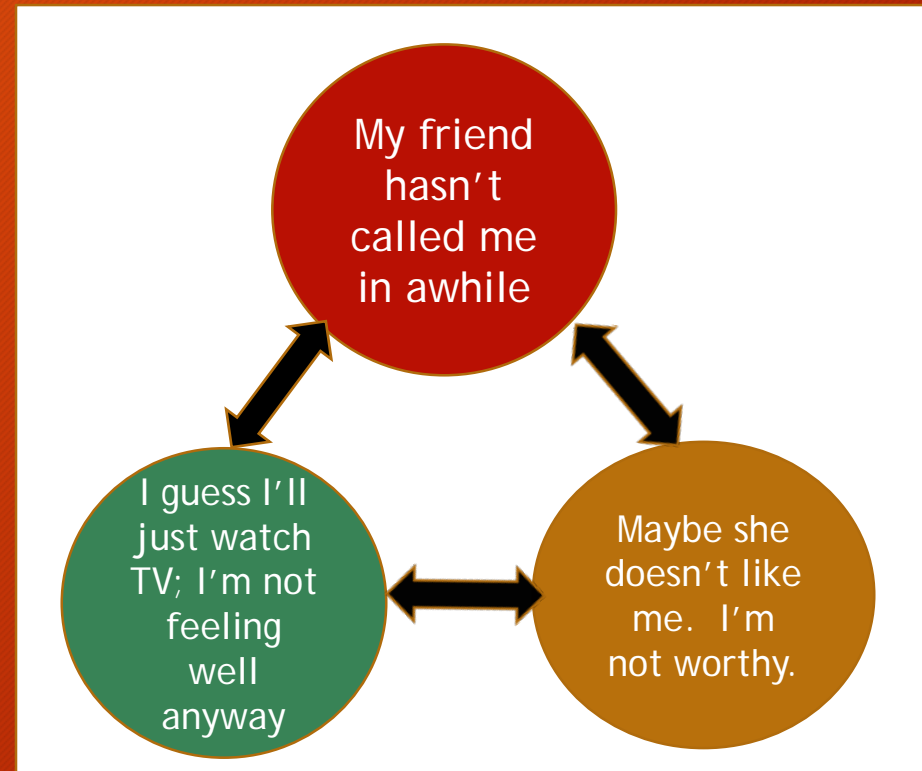 My friend
hasn't
called me
in awhile
I guess I'll
just watch
TV; I'm not
feeling
well
anyway
Maybe she
doesn't like
me.  I'm
not worthy.